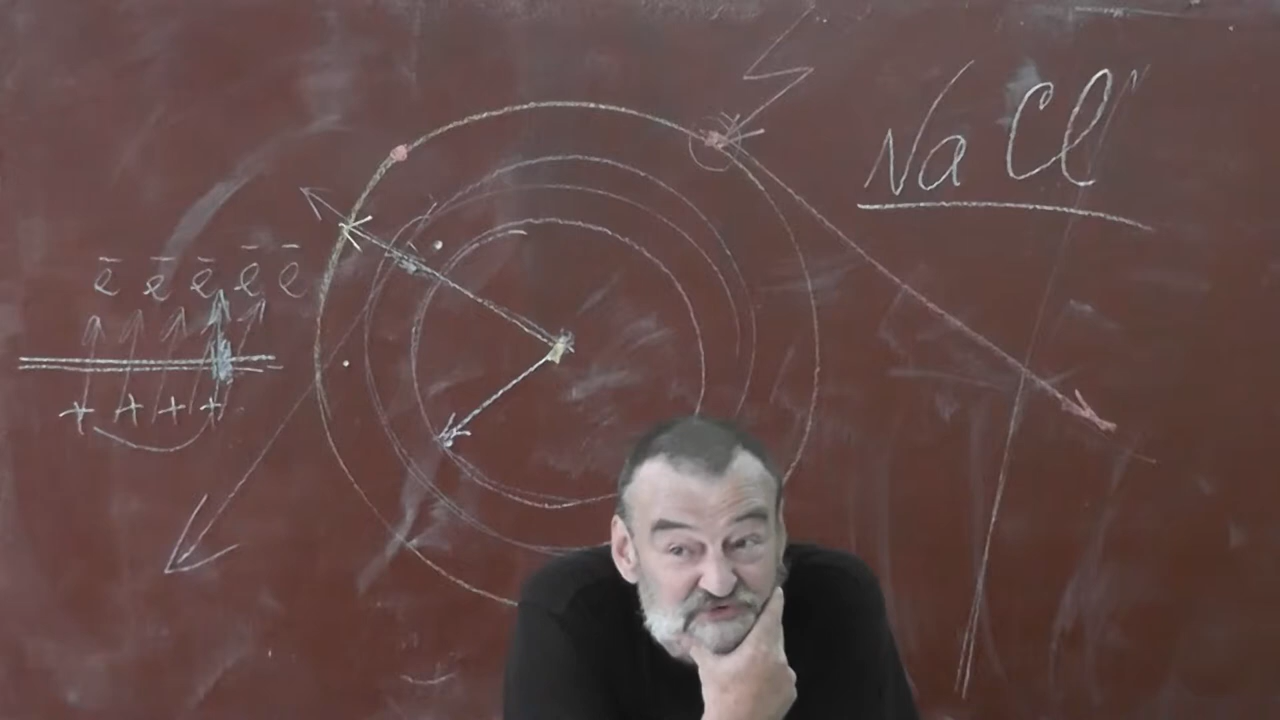 NaCl
ē ē ē ē ē
+ + + +